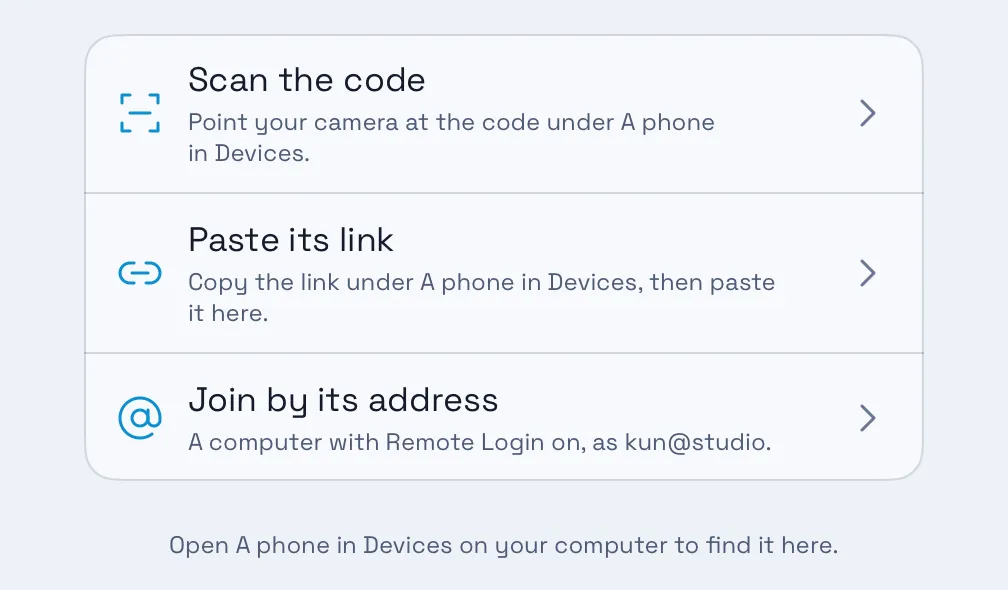 Scan the code
Point your camera at the code under A phone
in Devices.
Paste its link
Copy the link under A phone in Devices, then paste
it here.
Join by its address
A computer with Remote Login on, as kun@studio.
Open A phone in Devices on your computer to find it here.